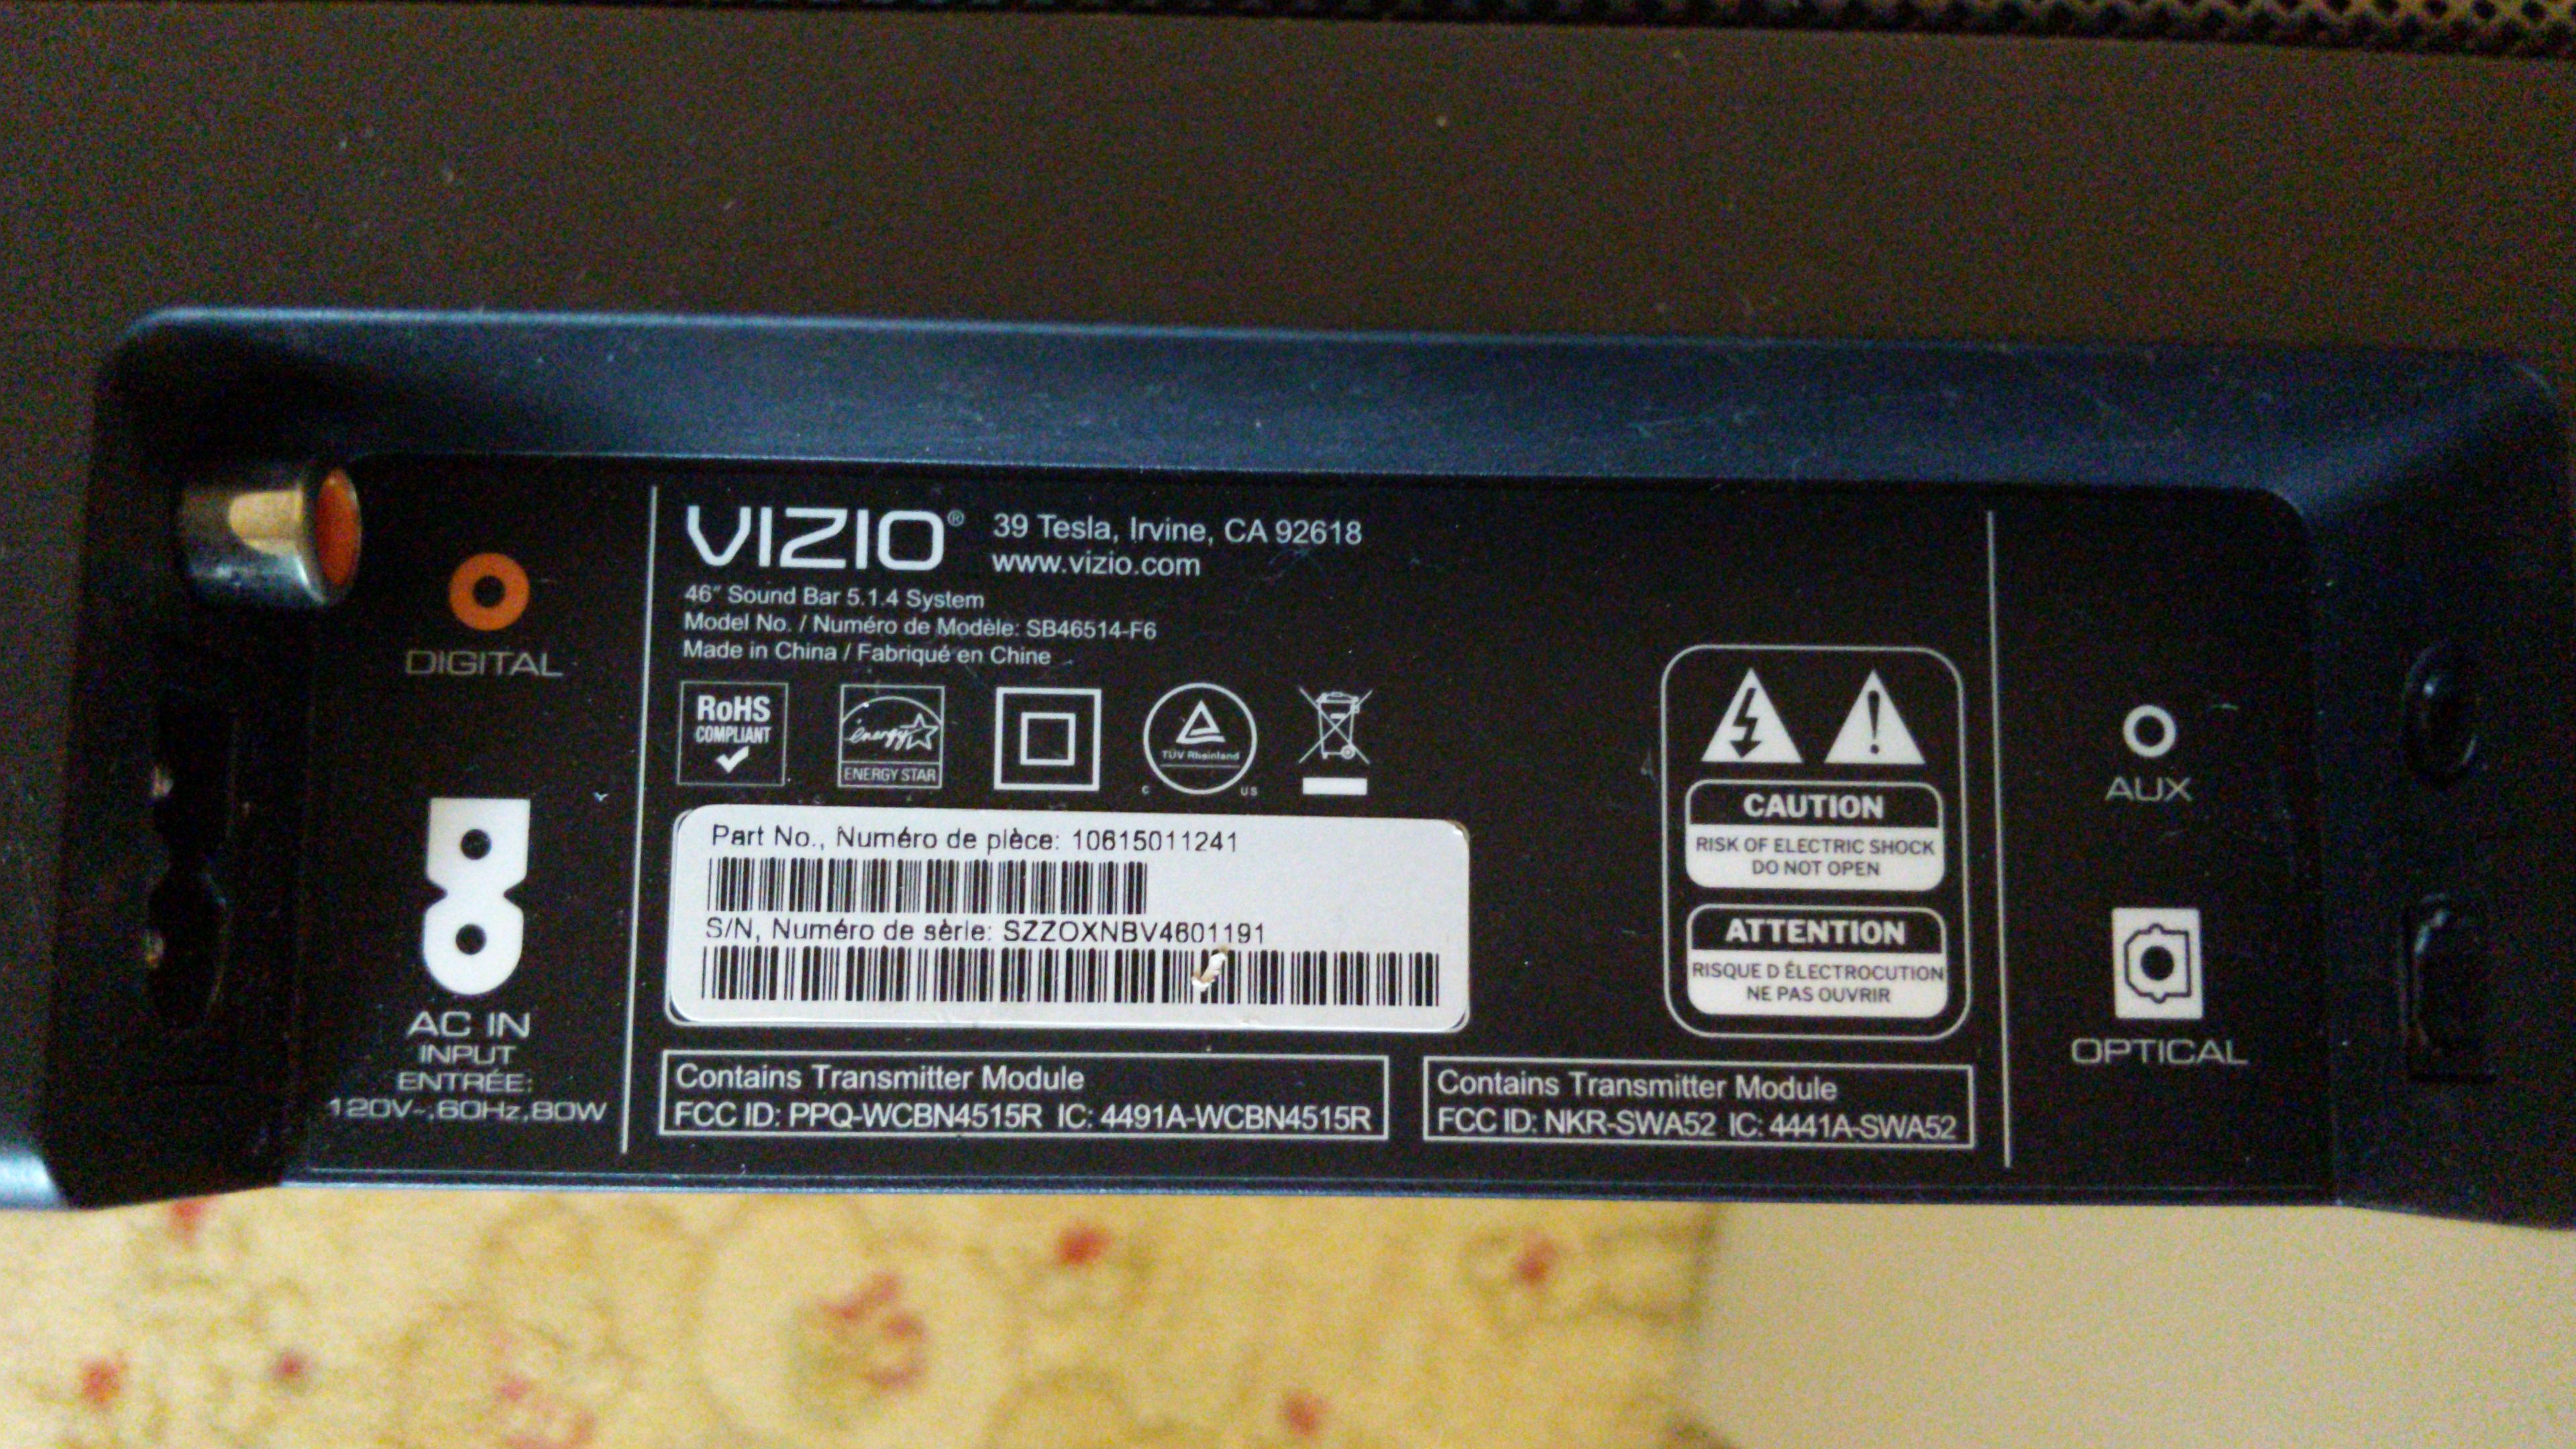 DIGITAL
AC IN
INPUT
ENTRÉE:
120V~,60Hz,80W
VIZIO® 39 Tesla, Irvine, CA 92618
www.vizio.com
46" Sound Bar 5.1.4 System
Model No. / Numéro de Modèle: SB46514-F6
Made in China / Fabriqué en Chine
RoHS
COMPLIANT
energy
ENERGY STAR
TÜV Rheinland
C US
Part No., Numéro de pièce: 10615011241
S/N, Numéro de sèrie: SZZOXNBV4601191
Contains Transmitter Module
FCC ID: PPQ-WCBN4515R IC: 4491A-WCBN4515R
Contains Transmitter Module
FCC ID: NKR-SWA52 IC: 4441A-SWA52
CAUTION
RISK OF ELECTRIC SHOCK
DO NOT OPEN
ATTENTION
RISQUE D ÉLECTROCUTION
NE PAS OUVRIR
AUX
OPTICAL